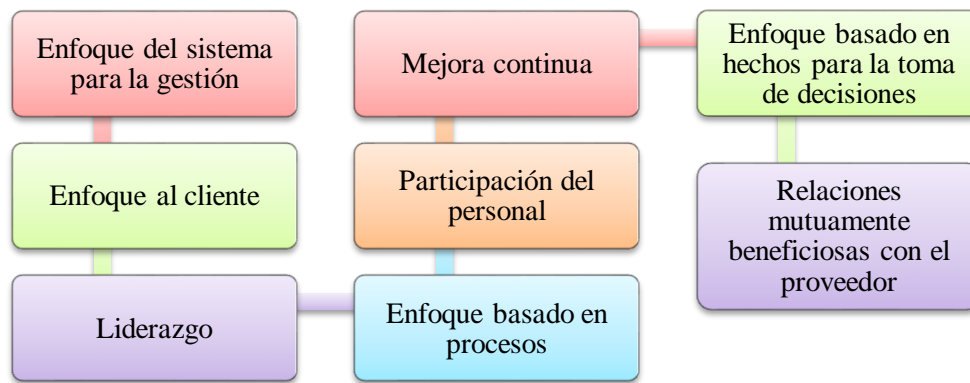 Enfoque del sistema
para la gestión
Enfoque al cliente
Liderazgo
Enfoque basado en
procesos
Participación del
personal
Mejora continua
Enfoque basado en
hechos para la toma
de decisiones
Relaciones
mutuamente
beneficiosas con el
proveedor